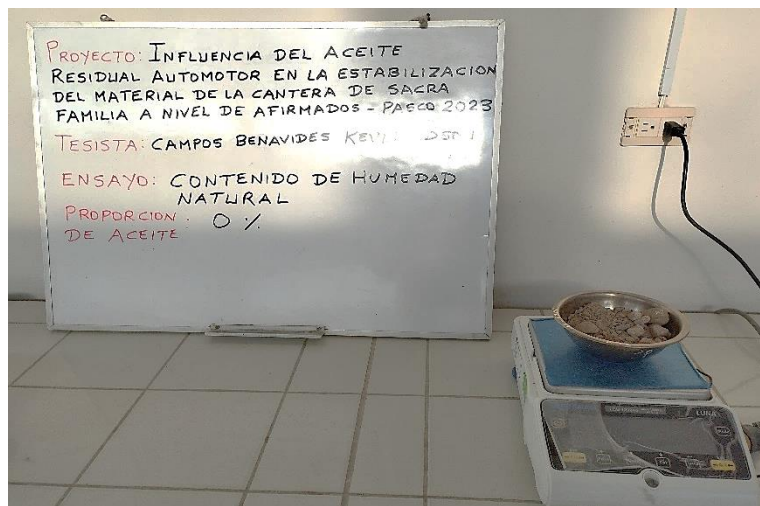 PROYECTO: INFLUENCIA DEL ACEITE
RESIDUAL AUTOMOTOR EN LA ESTABILIZACION
DEL MATERIAL DE LA CANTERA DE SACRA
FAMILIA A NIVEL DE AFIRMADOS - PASCO 2023
TESISTA: CAMPOS BENAVIDES
ENSAYO: CONTENIDO DE HUMEDAD
NATURAL
PROPORCION
DE ACEITE
0 %
LUNA